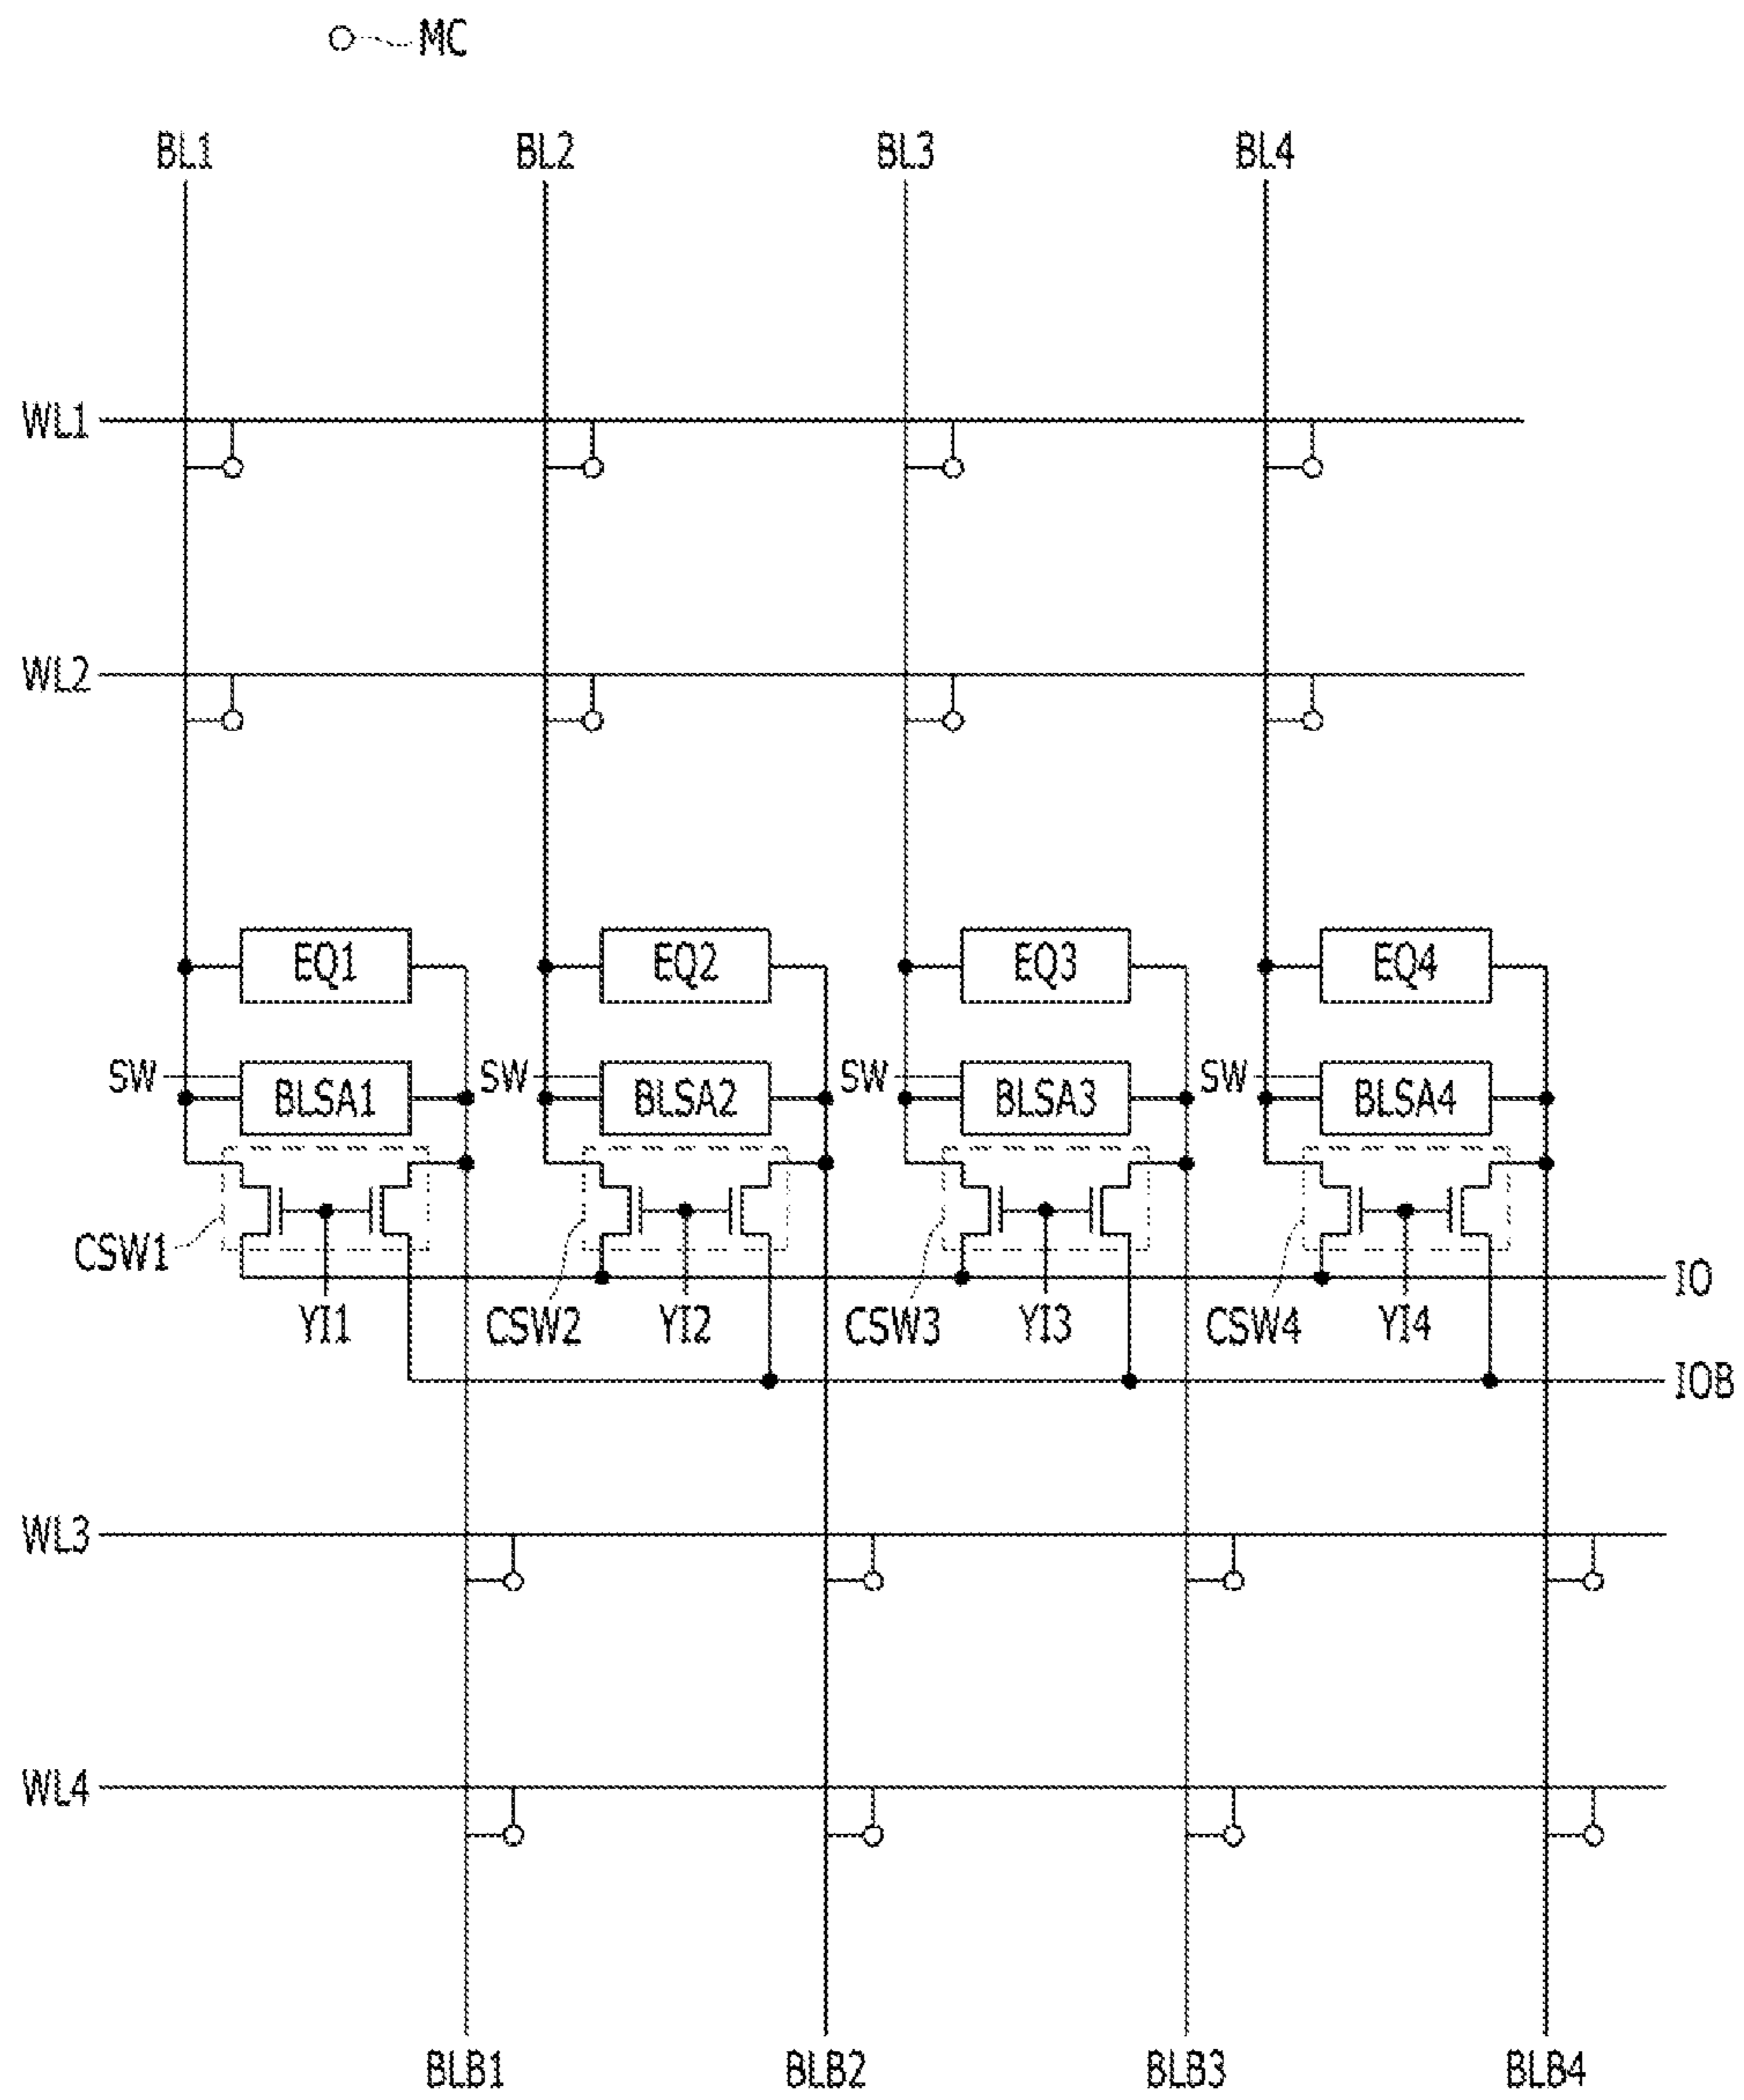 MC
BL1 BL2 BL3 BL4
WL1
WL2
EQ1 EQ2 EQ3 EQ4
SW BLSA1 SW BLSA2 SW BLSA3 SW BLSA4
CSW1
IO
YI1 CSW2 YI2 CSW3 YI3 CSW4 YI4
IOB
WL3
WL4
BLB1 BLB2 BLB3 BLB4